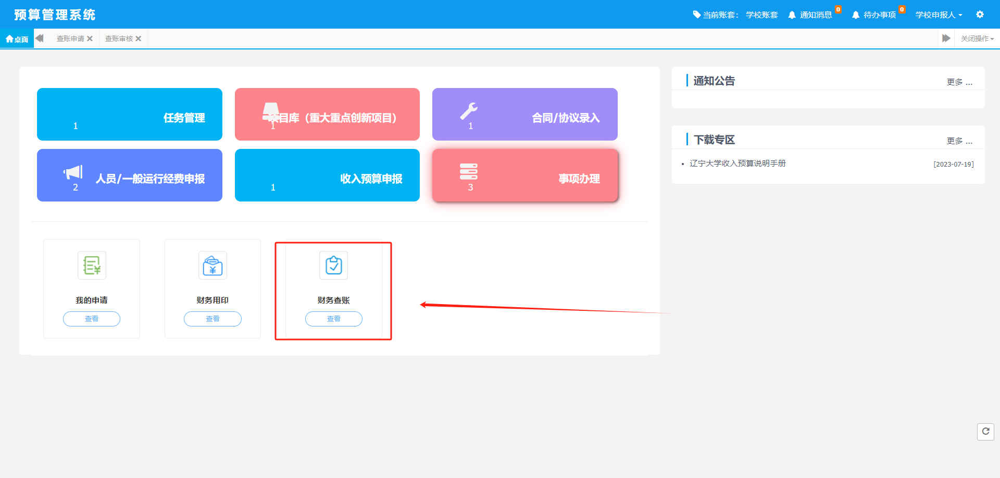 预算管理系统
当前账套： 学校账套 通知消息 0 待办事项 0 学校申报人
桌面 查账申请 查账审核 关闭操作
任务管理
1
项目库（重大重点创新项目）
1
合同/协议录入
1
人员/一般运行经费申报
2
收入预算申报
1
事项办理
3
我的申请
查看
财务用印
查看
财务查账
查看
通知公告 更多 ...
下载专区 更多 ...
辽宁大学收入预算说明手册 [2023-07-19]